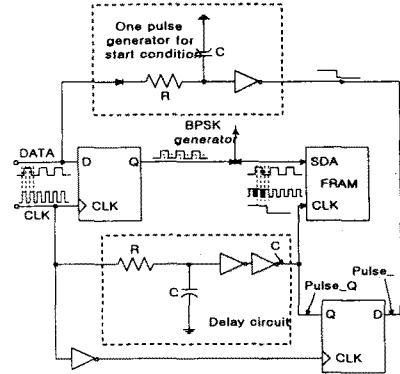 One pulse
generator for
start condition
C
R
BPSK
generator
DATA
D
Q
SDA
FRAM
CLK
CLK
CLK
R
C
C
Delay circuit
Pulse_Q
Pulse_
Q
D
CLK